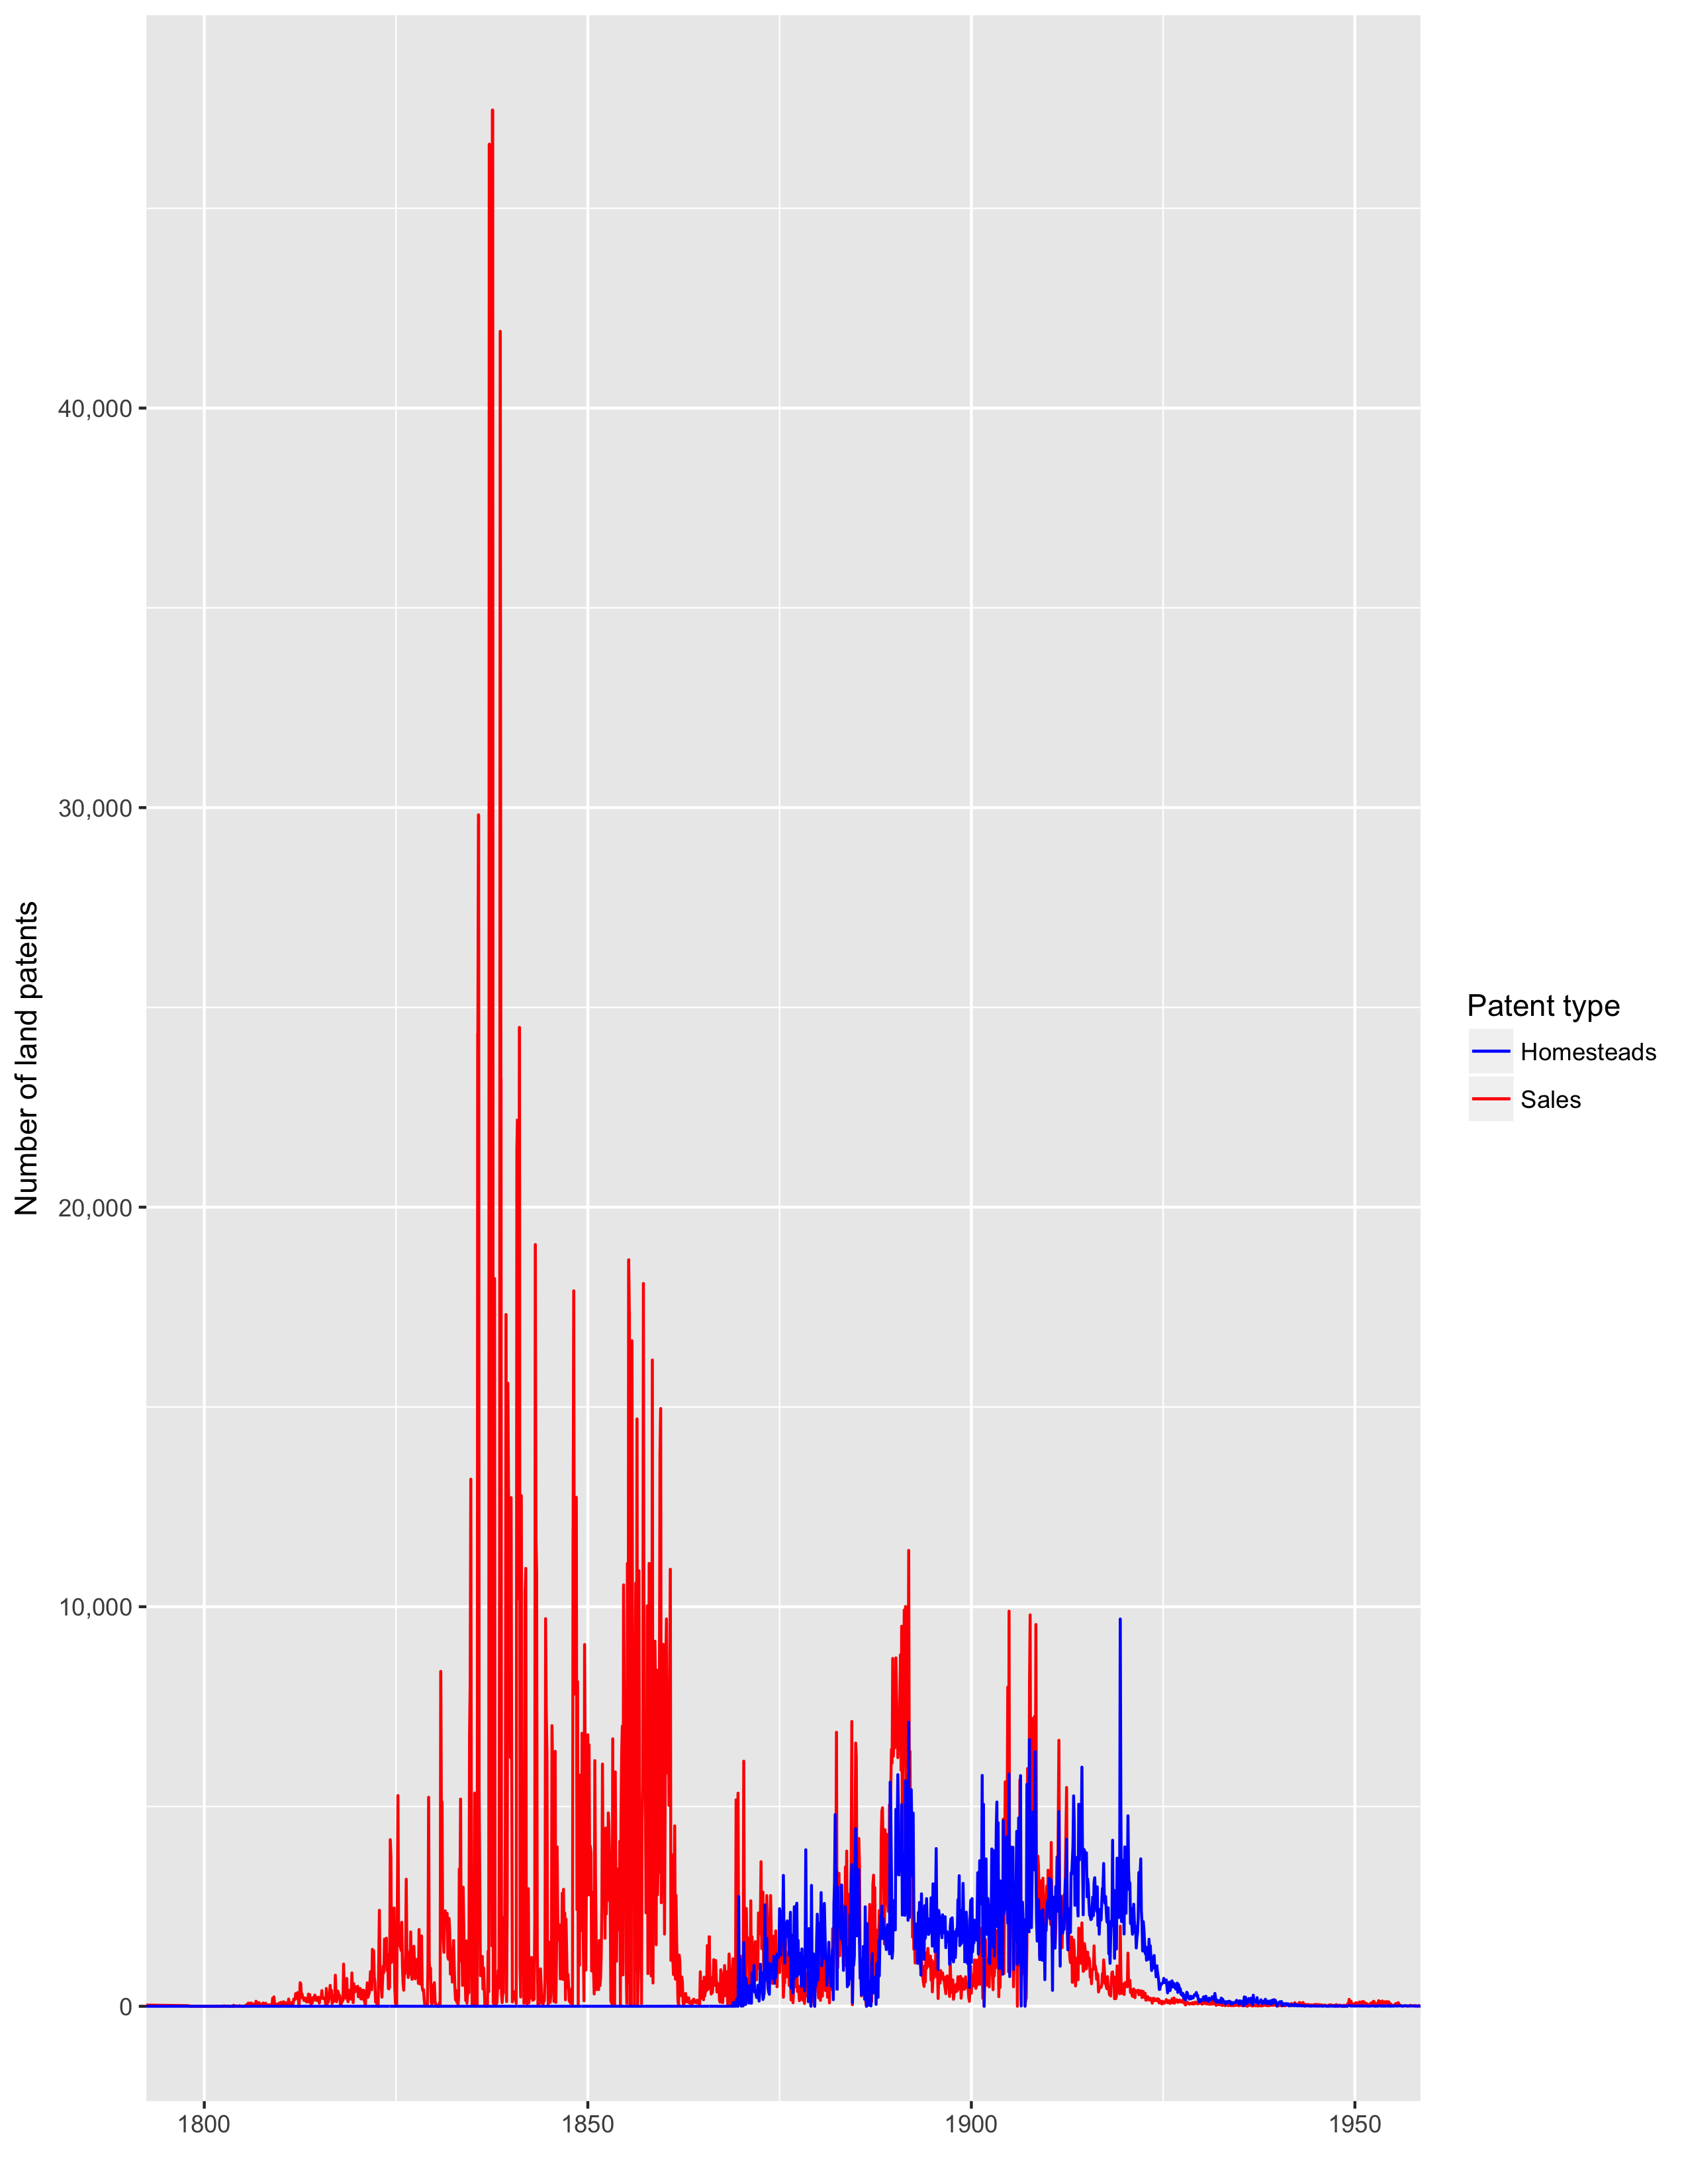 Number of land patents
40,000
30,000
20,000
10,000
0
1800
1850
1900
1950
Patent type
Homesteads
Sales